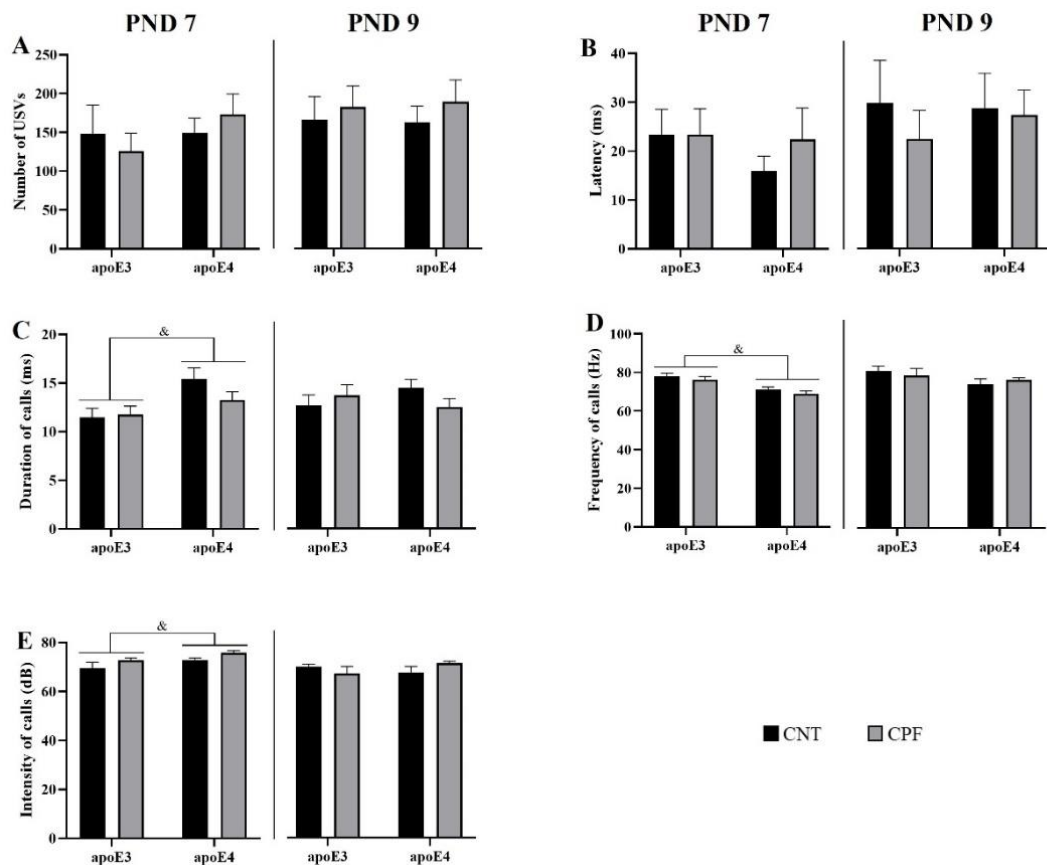 PND 7
PND 9
PND 7
PND 9
A
Number of USVs
250
200
150
100
50
0
apoE3
apoE4
apoE3
apoE4
B
Latency (ms)
40
30
20
10
0
apoE3
apoE4
apoE3
apoE4
C
Duration of calls (ms)
20
15
10
5
0
&
apoE3
apoE4
apoE3
apoE4
D
Frequency of calls (Hz)
100
80
60
40
20
0
&
apoE3
apoE4
apoE3
apoE4
E
Intensity of calls (dB)
80
60
40
20
0
&
apoE3
apoE4
apoE3
apoE4
CNT
CPF